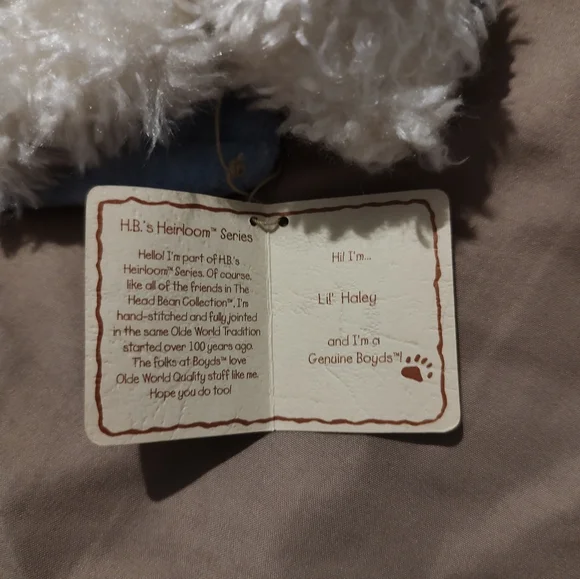 H.B.'s Heirloom™ Series
Hello! I'm part of H.B.'s
Heirloom™ Series. Of course,
like all of the friends in The
Head Bean Collection™, I'm
hand-stitched and fully jointed
in the same Olde World Tradition
started over 100 years ago.
The folks at Boyds™ love
Olde World Quality stuff like me.
Hope you do too!
Hi! I'm...
Lil' Haley
and I'm a
Genuine Boyds™!